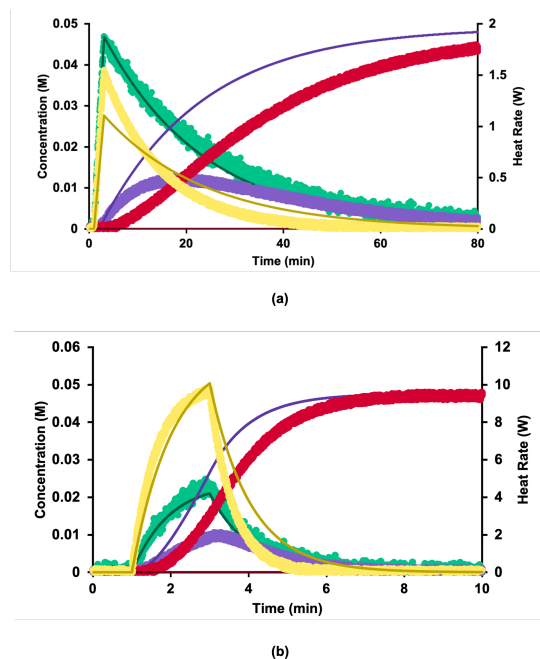 0.05
0.04
0.03
0.02
0.01
0
Concentration (M)
2
1.5
1
0.5
0
Heat Rate (W)
0 20 40 60 80
Time (min)
(a)
0.06
0.05
0.04
0.03
0.02
0.01
0
Concentration (M)
12
10
8
6
4
2
0
Heat Rate (W)
0 2 4 6 8 10
Time (min)
(b)